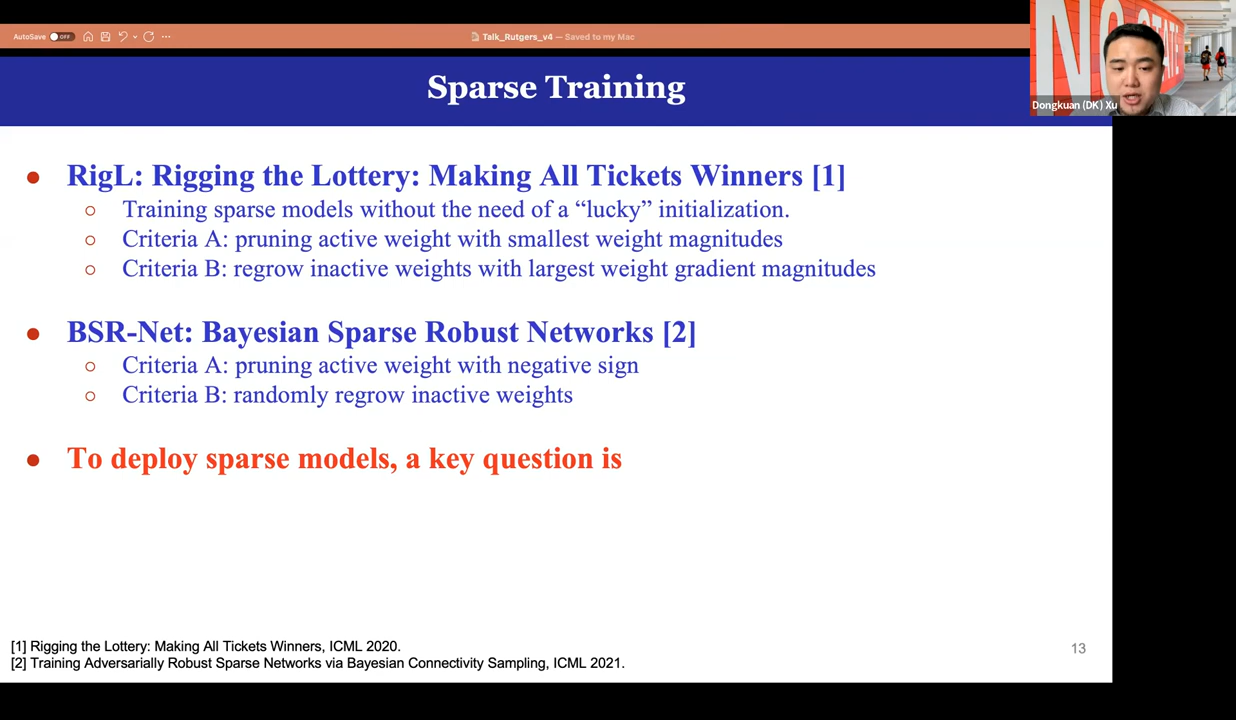 AutoSave OFF
Talk_Rutgers_v4 — Saved to my Mac
Sparse Training
Dongkuan (DK) Xu
• RigL: Rigging the Lottery: Making All Tickets Winners [1]
○ Training sparse models without the need of a “lucky” initialization.
○ Criteria A: pruning active weight with smallest weight magnitudes
○ Criteria B: regrow inactive weights with largest weight gradient magnitudes
• BSR-Net: Bayesian Sparse Robust Networks [2]
○ Criteria A: pruning active weight with negative sign
○ Criteria B: randomly regrow inactive weights
• To deploy sparse models, a key question is
[1] Rigging the Lottery: Making All Tickets Winners, ICML 2020.
[2] Training Adversarially Robust Sparse Networks via Bayesian Connectivity Sampling, ICML 2021.
13